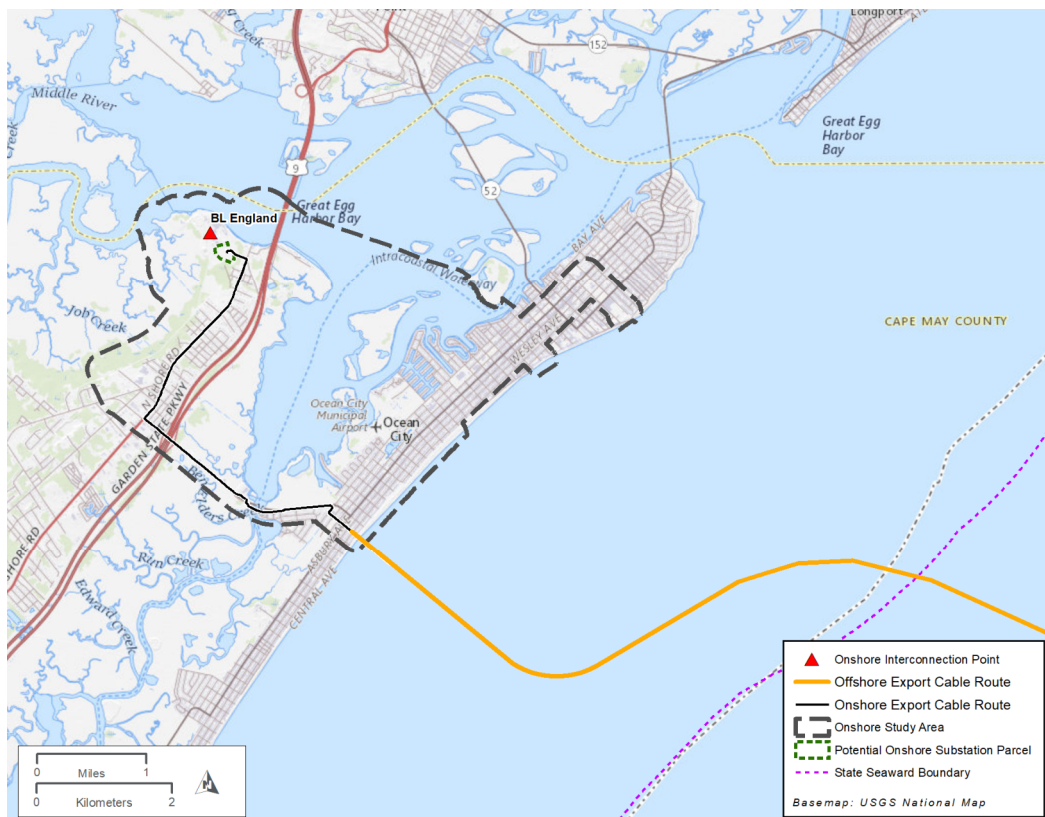 Longport
152
Middle River
Creek
Great Egg
Harbor
Bay
9
52
BL England
Great Egg
Harbor Bay
BAY AVE
Intracoastal Waterway
Job Creek
WESLEY AVE
CAPE MAY COUNTY
N SHORE RD
GARDEN STATE PKWY
Ocean City
Municipal
Airport
Ocean
City
ASBURY AVE
CENTRAL AVE
SHORE RD
Run Creek
Edward Creek
Onshore Interconnection Point
Offshore Export Cable Route
Onshore Export Cable Route
Onshore Study Area
Potential Onshore Substation Parcel
State Seaward Boundary
Basemap: USGS National Map
0 Miles 1
0 Kilometers 2